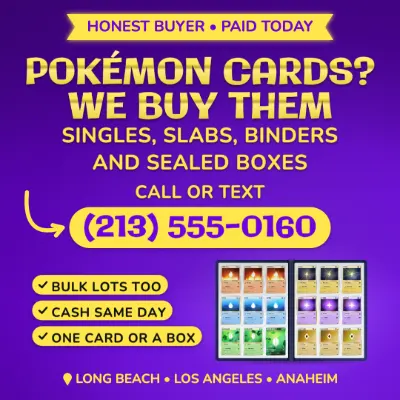 HONEST BUYER • PAID TODAY
POKÉMON CARDS?
WE BUY THEM
SINGLES, SLABS, BINDERS
AND SEALED BOXES
CALL OR TEXT
(213) 555-0160
BULK LOTS TOO
CASH SAME DAY
ONE CARD OR A BOX
LONG BEACH • LOS ANGELES • ANAHEIM